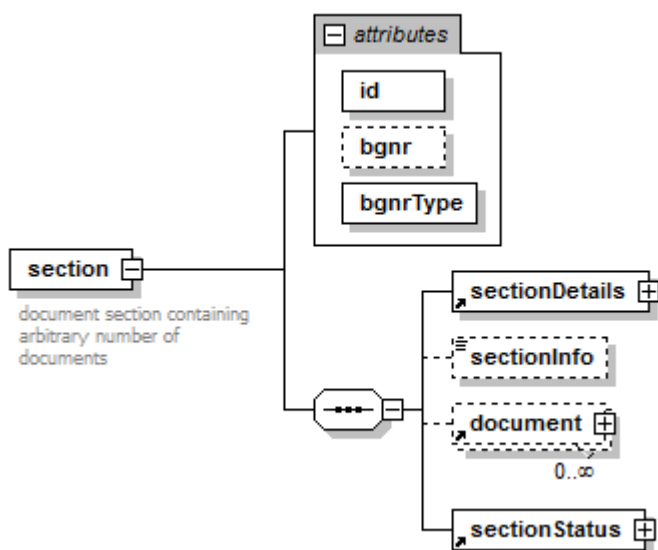 attributes
id
bgnr
bgnrType
section
document section containing
arbitrary number of
documents
sectionDetails
sectionInfo
document
0..∞
sectionStatus